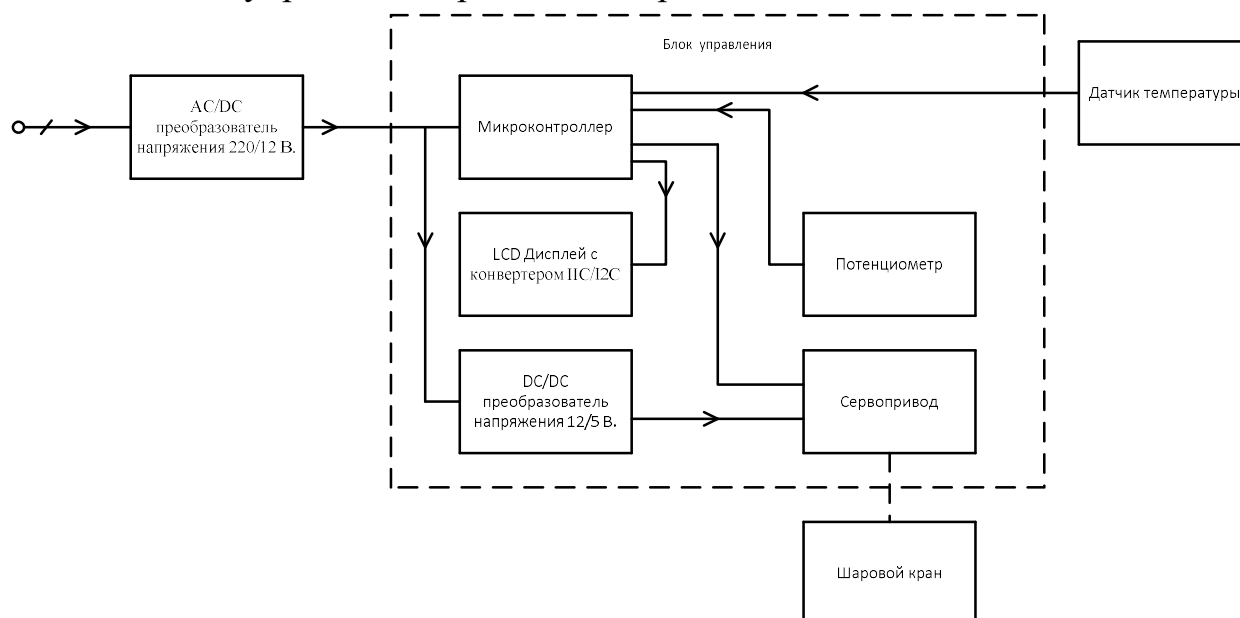 Блок управления
AC/DC
преобразователь
напряжения 220/12 В.
Микроконтроллер
Датчик температуры
LCD Дисплей с
конвертером IIC/I2C
Потенциометр
DC/DC
преобразователь
напряжения 12/5 В.
Сервопривод
Шаровой кран